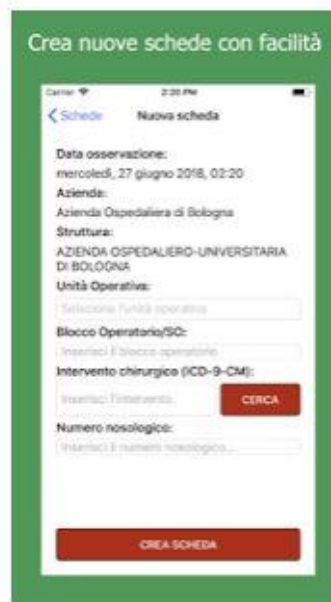 Crea nuove schede con facilità
Carrier 2:20 PM
Schede Nuova scheda
Data osservazione:
mercoledì, 27 giugno 2018, 02:20
Azienda:
Azienda Ospedaliera di Bologna
Struttura:
AZIENDA OSPEDALIERO-UNIVERSITARIA
DI BOLOGNA
Unità Operativa:
Seleziona l'unità operativa
Blocco Operatorio/SO:
Inserisci il blocco operatorio
Intervento chirurgico (ICD-9-CM):
Inserisci l'intervento CERCA
Numero nosologico:
Inserisci il numero nosologico...
CREA SCHEDA